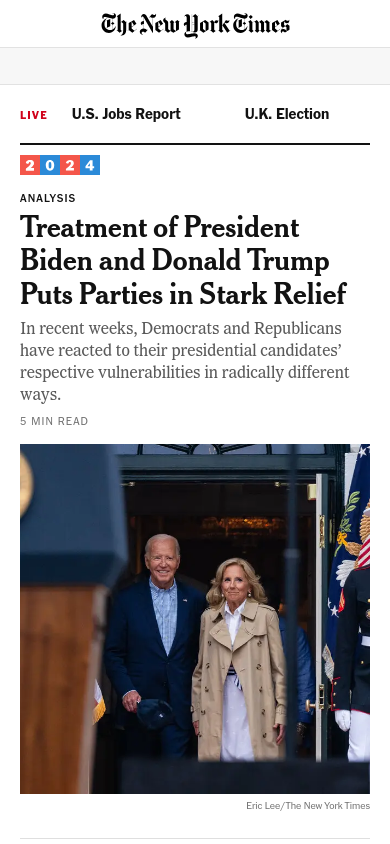 The New York Times
LIVE U.S. Jobs Report U.K. Election
2024
ANALYSIS
Treatment of President
Biden and Donald Trump
Puts Parties in Stark Relief
In recent weeks, Democrats and Republicans
have reacted to their presidential candidates’
respective vulnerabilities in radically different
ways.
5 MIN READ
Eric Lee/The New York Times